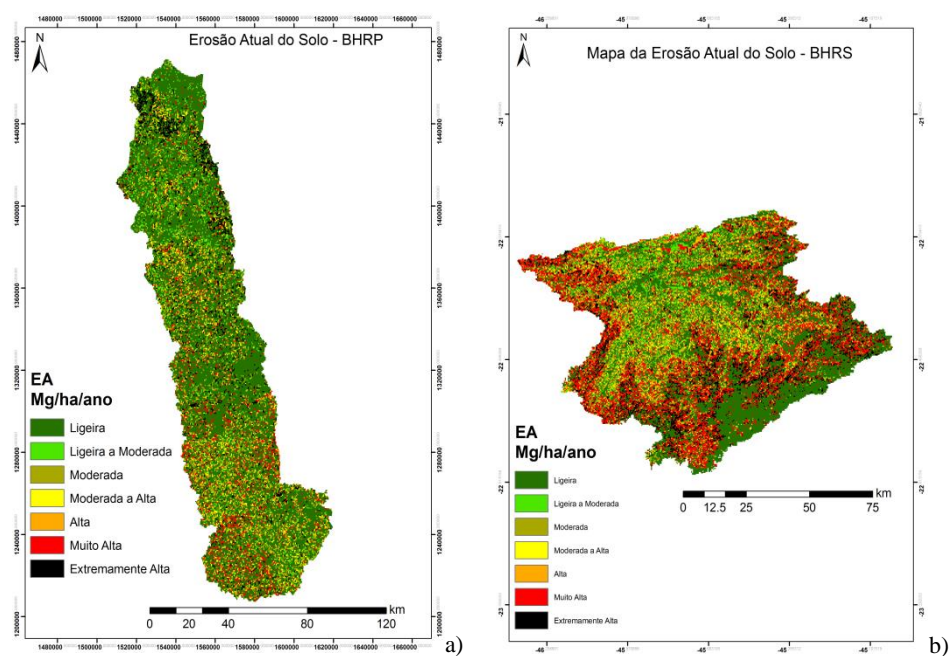 1480000 1500000 1520000 1540000 1560000 1580000 1600000 1620000 1640000 1660000
N
Erosão Atual do Solo - BHRP
1480000
1440000
1400000
1360000
1320000
1280000
1240000
1200000
EA
Mg/ha/ano
Ligeira
Ligeira a Moderada
Moderada
Moderada a Alta
Alta
Muito Alta
Extremamente Alta
km
0 20 40 80 120
1480000 1500000 1520000 1540000 1560000 1580000 1600000 1620000 1640000 1660000
a)
-46 -45 -45 -45 -45
N
Mapa da Erosão Atual do Solo - BHRS
-21
-22
-22
-22
-23
EA
Mg/ha/ano
Ligeira
Ligeira a Moderada
Moderada
Moderada a Alta
Alta
Muito Alta
Extremamente Alta
km
0 12.5 25 50 75
-46 -45 -45 -45 -45
b)